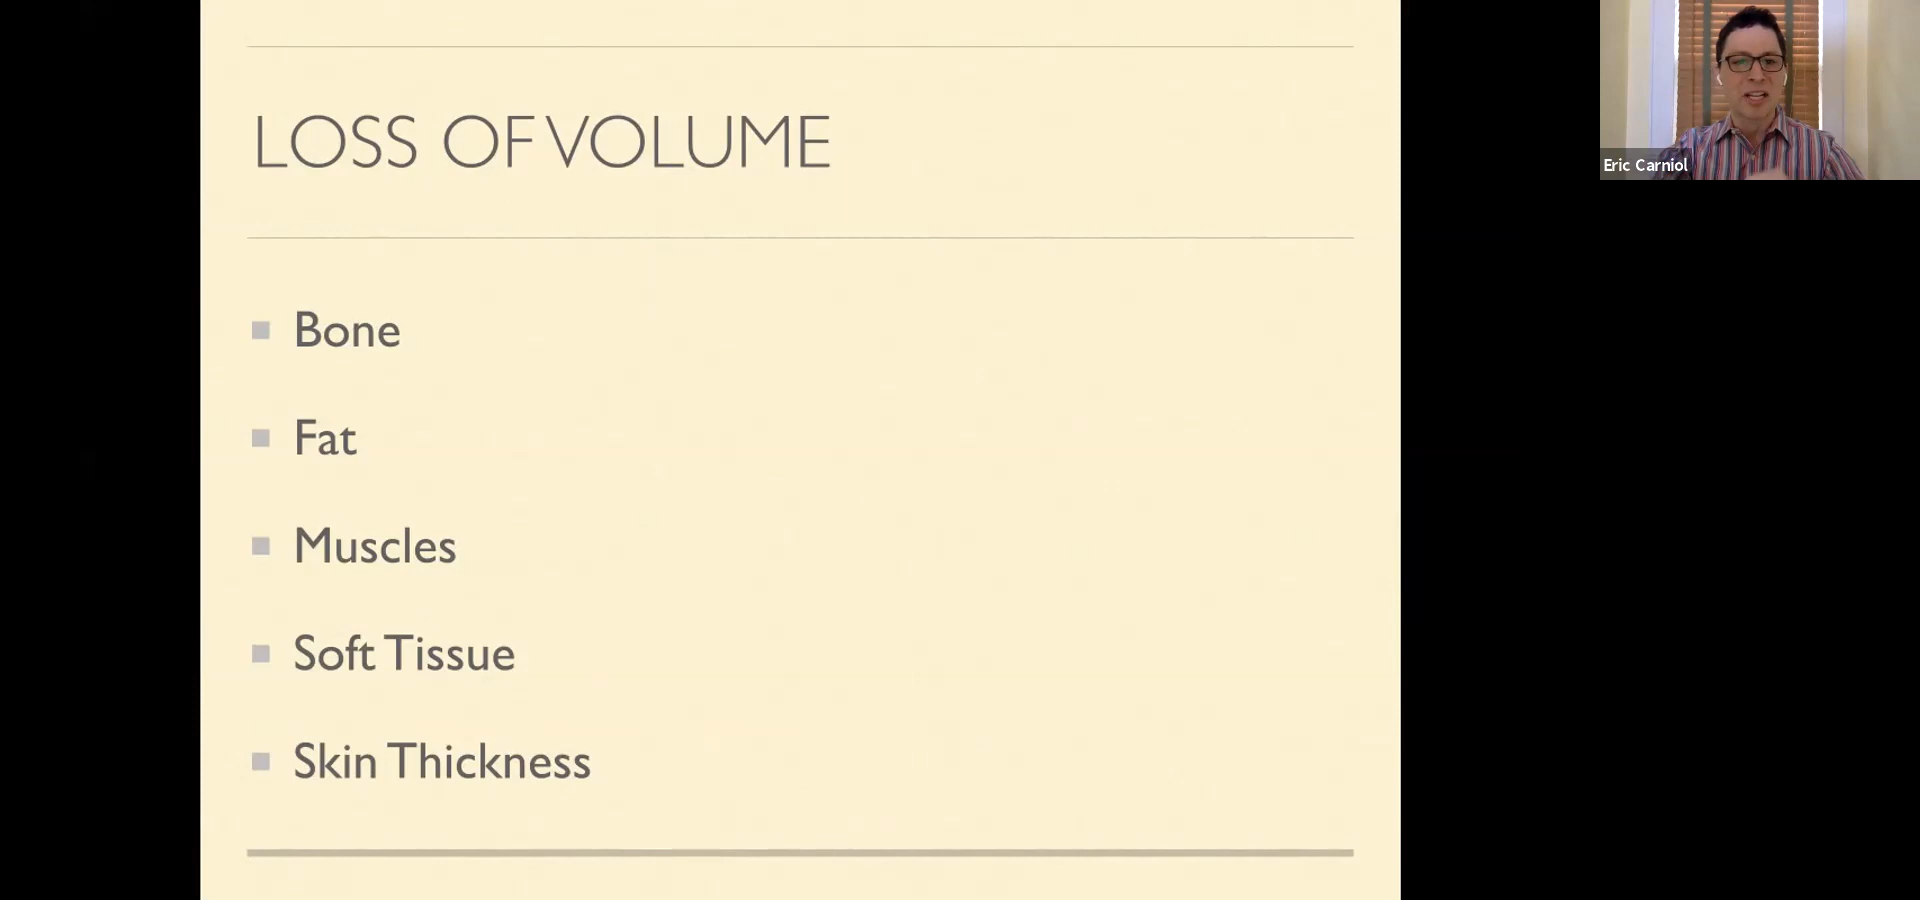 LOSS OF VOLUME
Bone
Fat
Muscles
Soft Tissue
Skin Thickness
Eric Carniol